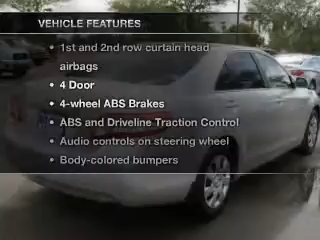 VEHICLE FEATURES
• 1st and 2nd row curtain head
airbags
• 4 Door
• 4-wheel ABS Brakes
• ABS and Driveline Traction Control
• Audio controls on steering wheel
• Body-colored bumpers